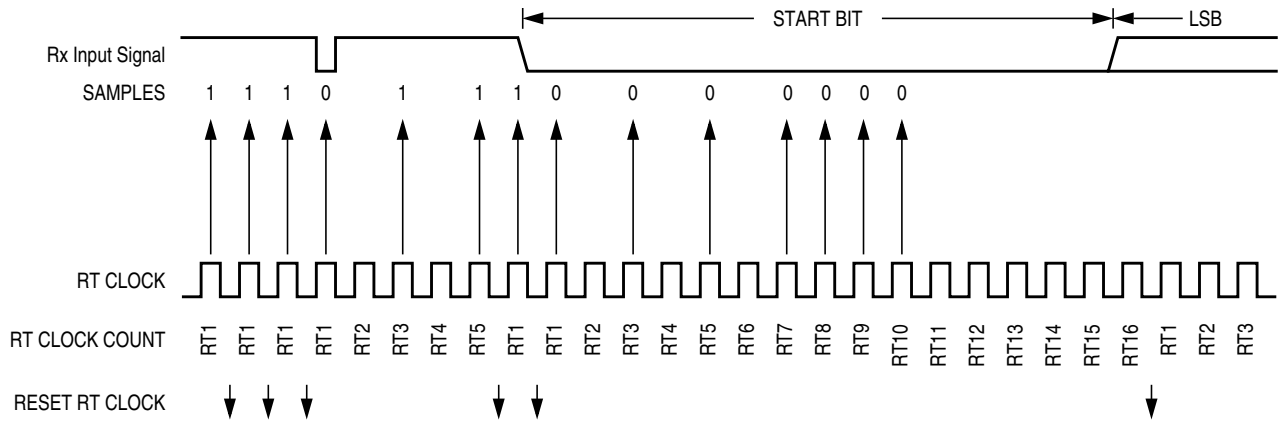 START BIT LSB
Rx Input Signal
SAMPLES 1 1 1 0 1 1 1 0 0 0 0 0 0 0
RT CLOCK
RT CLOCK COUNT RT1 RT1 RT1 RT1 RT2 RT3 RT4 RT5 RT1 RT1 RT2 RT3 RT4 RT5 RT6 RT7 RT8 RT9 RT10 RT11 RT12 RT13 RT14 RT15 RT16 RT1 RT2 RT3
RESET RT CLOCK